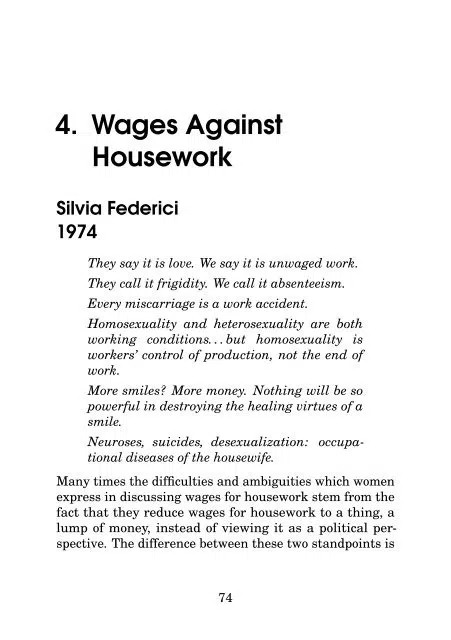 4. Wages Against
Housework
Silvia Federici
1974
They say it is love. We say it is unwaged work.
They call it frigidity. We call it absenteeism.
Every miscarriage is a work accident.
Homosexuality and heterosexuality are both
working conditions...but homosexuality is
workers' control of production, not the end of
work.
More smiles? More money. Nothing will be so
powerful in destroying the healing virtues of a
smile.
Neuroses, suicides, desexualization: occupa-
tional diseases of the housewife.
Many times the difficulties and ambiguities which women
express in discussing wages for housework stem from the
fact that they reduce wages for housework to a thing, a
lump of money, instead of viewing it as a political per-
spective. The difference between these two standpoints is
74